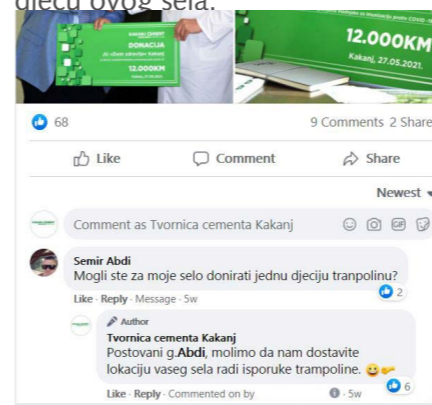 djecu ovog sela.
DONACIJA
12.000KM
12.000KM
Kakanj, 27.05.2021.
68
9 Comments 2 Share
Like
Comment
Share
Newest
Comment as Tvornica cementa Kakanj
GIF
Semir Abdi
Mogli ste za moje selo donirati jednu djeciju tranpolinu?
2
Like · Reply · Message · 5w
Author
Tvornica cementa Kakanj
Postovani g.Abdi, molimo da nam dostavite
lokaciju vaseg sela radi isporuke trampoline.
6
Like · Reply · Commented on by
5w